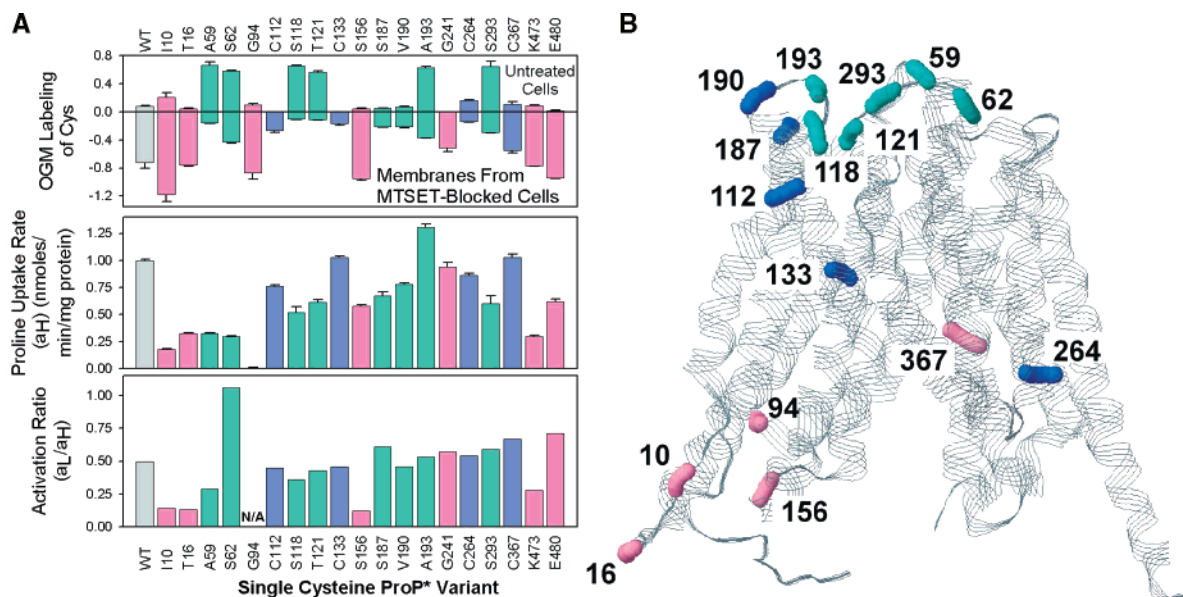 A
WT I10 T16 A59 S62 G94 C112 S118 T121 C133 S156 S187 V190 A193 G241 C264 S293 C367 K473 E480
OGM Labeling
of Cys
0.8
0.4
0.0
-0.4
-0.8
-1.2
Untreated
Cells
Membranes From
MTSET-Blocked Cells
Proline Uptake Rate
(aH) (nmoles/
min/mg protein)
1.25
1.00
0.75
0.50
0.25
0.00
Activation Ratio
(aL/aH)
1.00
0.75
0.50
0.25
0.00
N/A
WT I10 T16 A59 S62 G94 C112 S118 T121 C133 S156 S187 V190 A193 G241 C264 S293 C367 K473 E480
Single Cysteine ProP* Variant
B
190
193
293
59
62
187
118
121
112
133
367
264
94
10
156
16